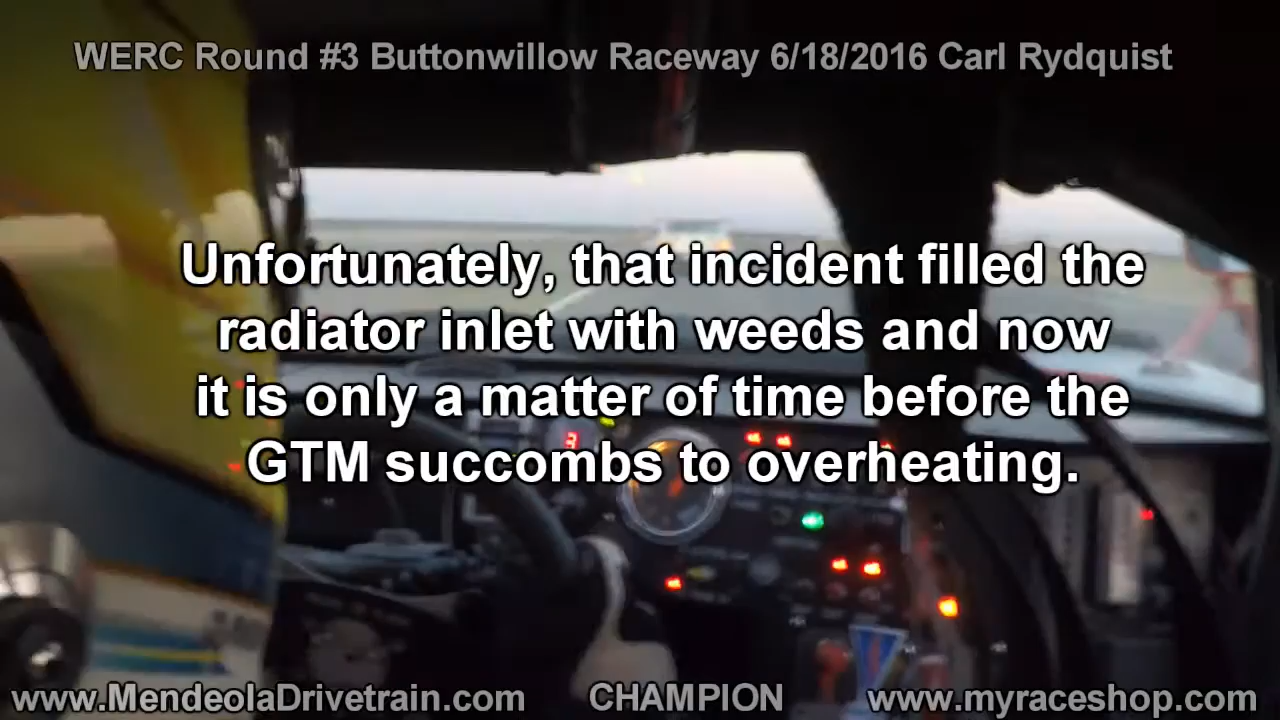 WERC Round #3 Buttonwillow Raceway 6/18/2016 Carl Rydquist
Unfortunately, that incident filled the
radiator inlet with weeds and now
it is only a matter of time before the
GTM succombs to overheating.
3
www.MendeolaDrivetrain.com CHAMPION www.myraceshop.com